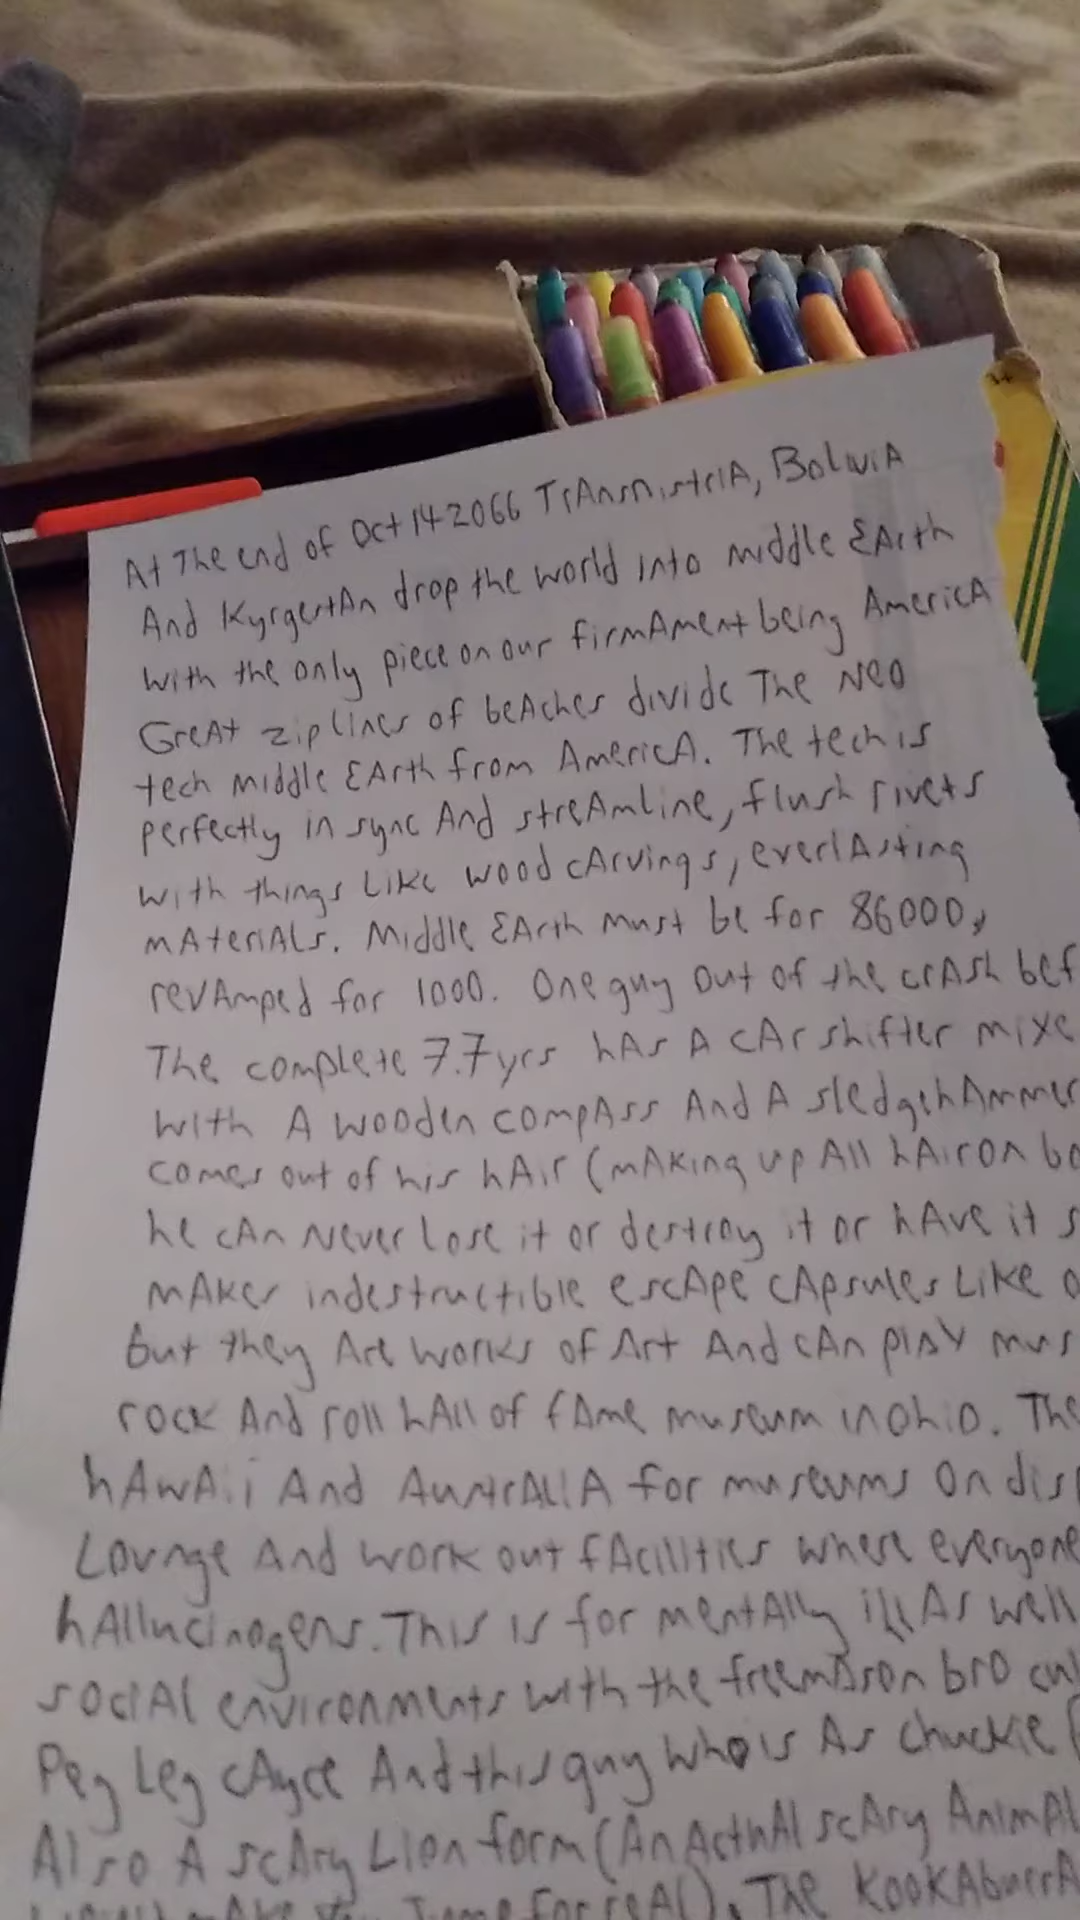 At The end of Oct 14 2066 TrAnsnistriA, BoliviA
And KyrgestAn drop the world into middle EArth
with the only piece on our firmAment being AmericA
GreAt ziplines of beAches divide The Neo
tech middle EArth from AmericA. The tech is
perfectly in sync And streAmline, flush rivets
with things Like wood cArvings, everlAsting
mAteriAls. Middle EArth must be for 86000,
revAmped for 1000. One guy out of the crAsh bef
The complete 7.7yrs hAs A cAr shifter mixe
with A wooden compAss And A sledgehAmmer
comes out of his hAir (mAking up All hAir on bo
he cAn Never Lose it or destroy it or hAve it s
mAkes indestructible escApe cApsules Like
but they Are works of Art And cAn plAy mus
rock And roll hAll of fAme museum in ohio. The
hAwAii And AustrAliA for museums On dis
Lounge And work out fAcilities where everyone
hAllucinogens. This is for mentAlly ill As well
sociAl environments with the freemAson bro
Peg Leg cAyce And this guy who is As chuckie
Also A scAry Lion form (An ActuAl scAry AnimAl
for reAl). The KookAburrA